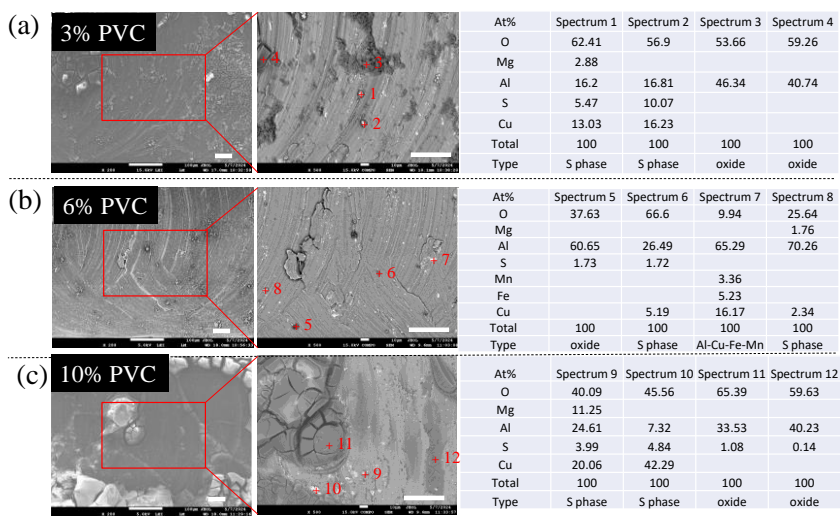 (a)
3% PVC
4
3
1
2
At% Spectrum 1 Spectrum 2 Spectrum 3 Spectrum 4
O 62.41 56.9 53.66 59.26
Mg 2.88
Al 16.2 16.81 46.34 40.74
S 5.47 10.07
Cu 13.03 16.23
Total 100 100 100 100
Type S phase S phase oxide oxide
(b)
6% PVC
7
6
8
5
At% Spectrum 5 Spectrum 6 Spectrum 7 Spectrum 8
O 37.63 66.6 9.94 25.64
Mg 1.76
Al 60.65 26.49 65.29 70.26
S 1.73 1.72
Mn 3.36
Fe 5.23
Cu 5.19 16.17 2.34
Total 100 100 100 100
Type oxide S phase Al-Cu-Fe-Mn S phase
(c)
10% PVC
11
12
9
10
At% Spectrum 9 Spectrum 10 Spectrum 11 Spectrum 12
O 40.09 45.56 65.39 59.63
Mg 11.25
Al 24.61 7.32 33.53 40.23
S 3.99 4.84 1.08 0.14
Cu 20.06 42.29
Total 100 100 100 100
Type S phase S phase oxide oxide